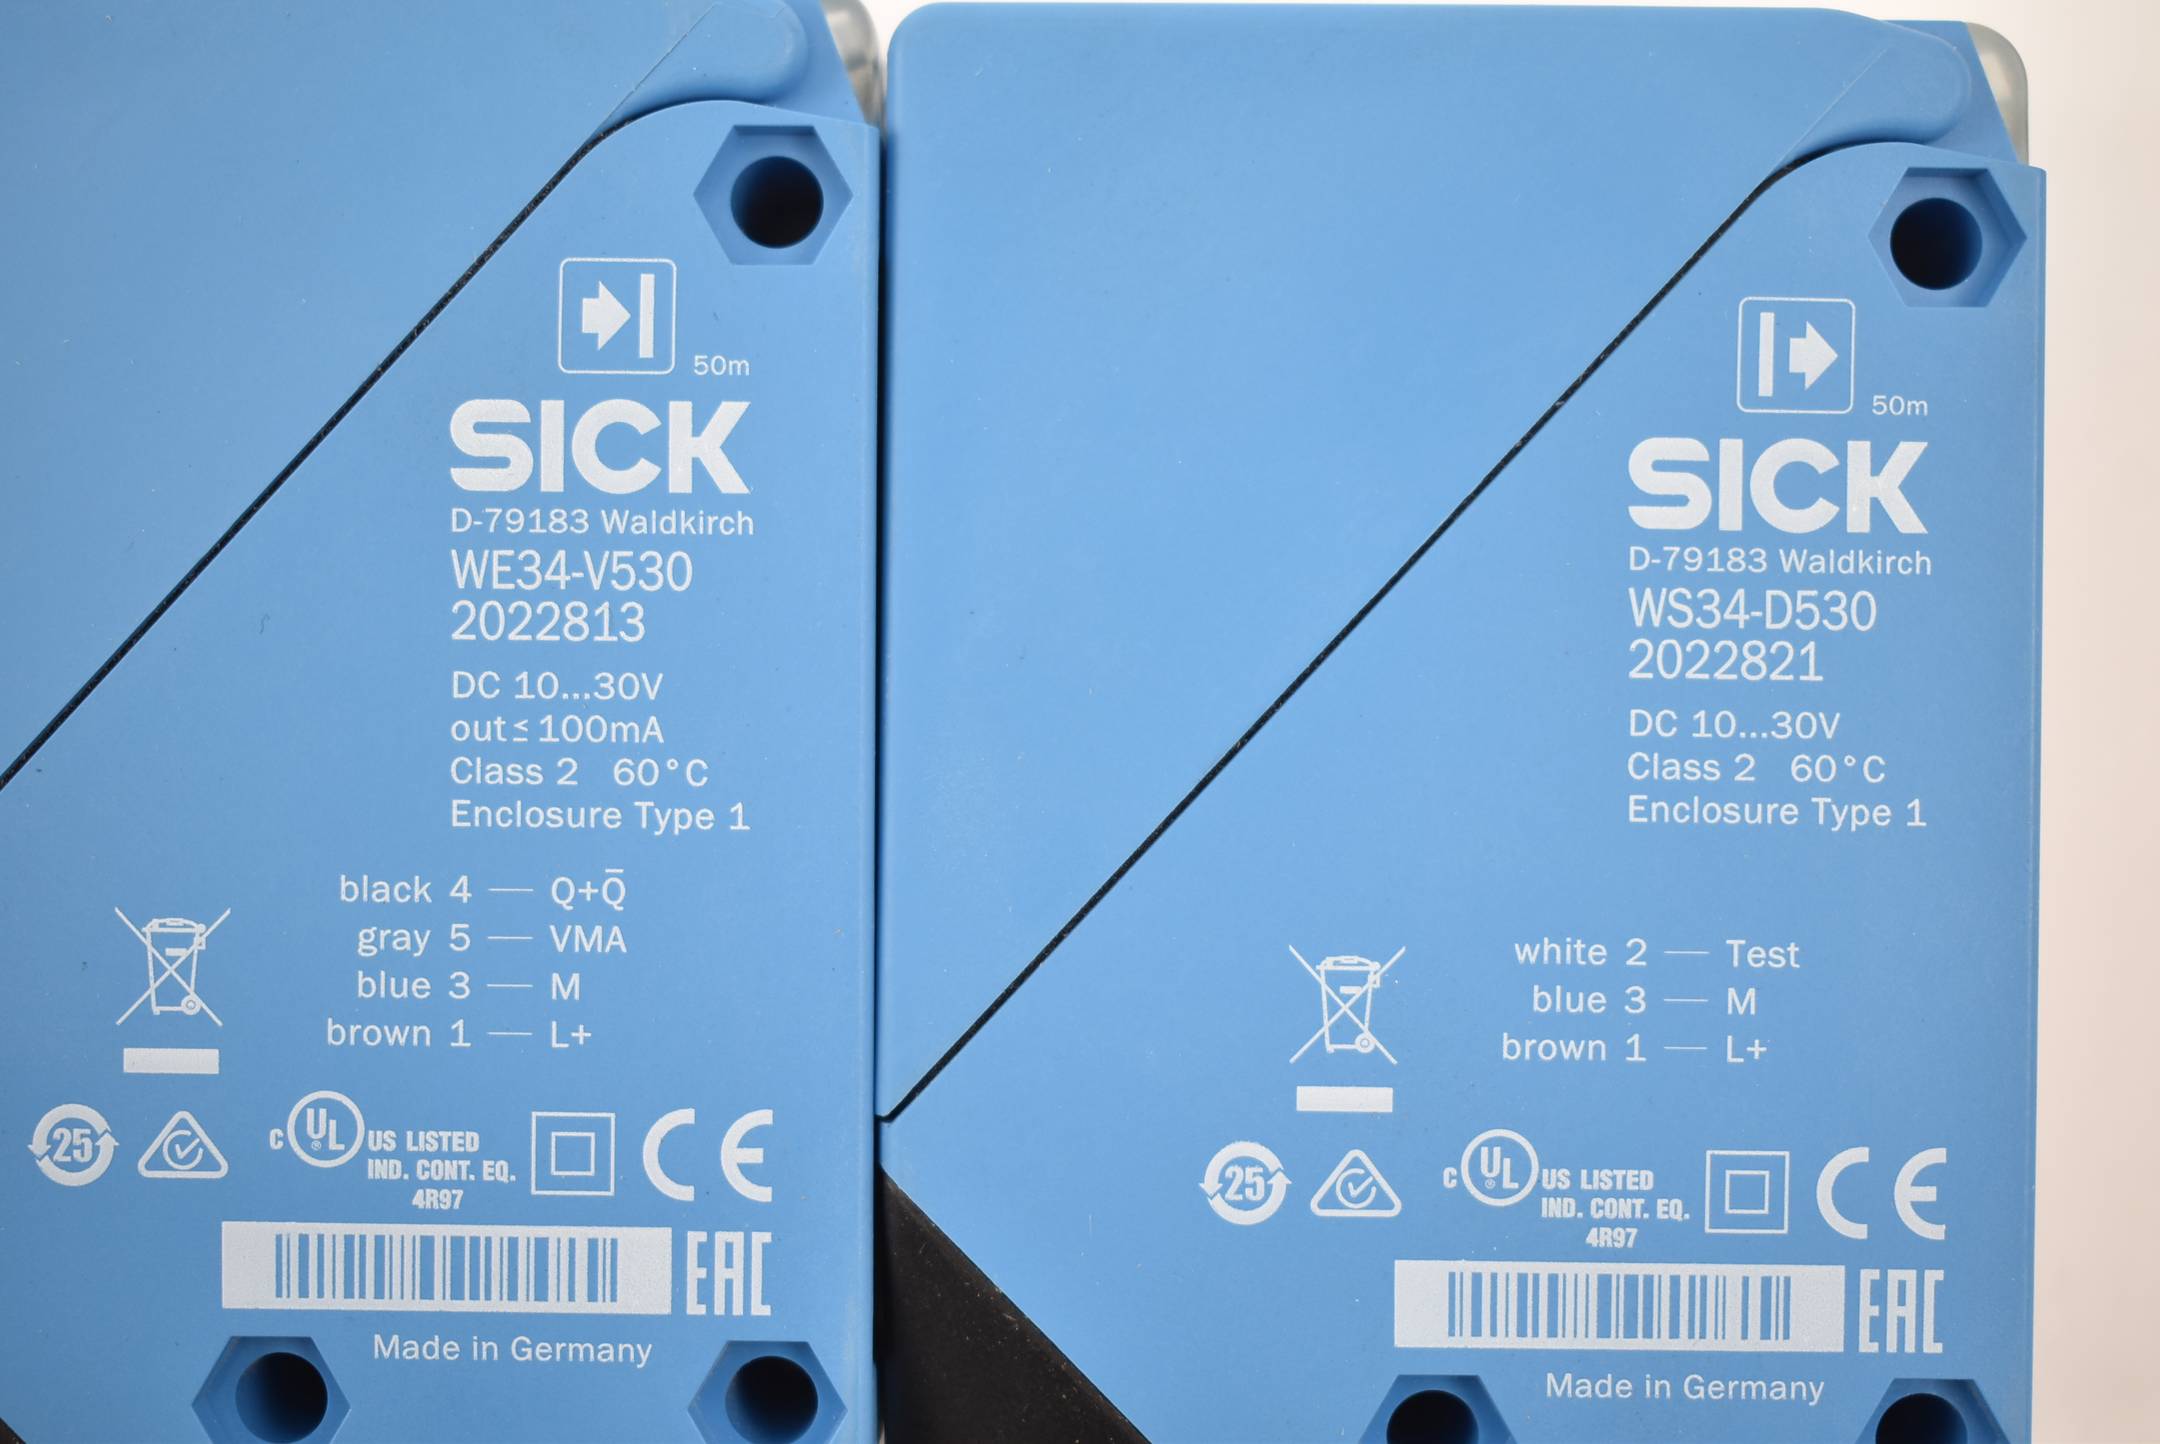 50m
SICK
D-79183 Waldkirch
WE34-V530
2022813
DC 10...30V
out≤ 100mA
Class 2 60°C
Enclosure Type 1
black 4 — Q+Q̅
gray 5 — VMA
blue 3 — M
brown 1 — L+
25
C UL® US LISTED
IND. CONT. EQ.
4R97
CE
EAC
Made in Germany
50m
SICK
D-79183 Waldkirch
WS34-D530
2022821
DC 10...30V
Class 2 60°C
Enclosure Type 1
white 2 — Test
blue 3 — M
brown 1 — L+
25
C UL® US LISTED
IND. CONT. EQ.
4R97
CE
EAC
Made in Germany